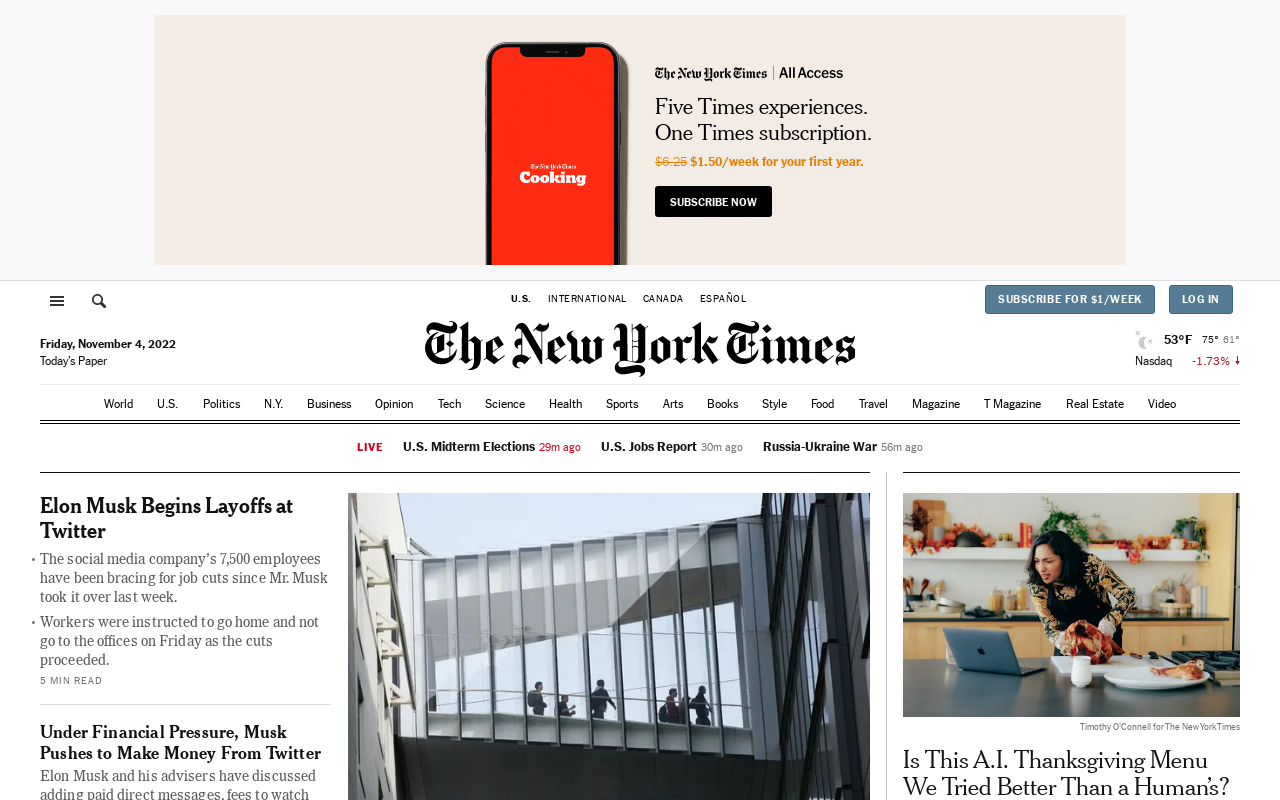 The New York Times | All Access
Five Times experiences.
One Times subscription.
$6.25 $1.50/week for your first year.
The New York Times
Cooking
SUBSCRIBE NOW
U.S. INTERNATIONAL CANADA ESPAÑOL
SUBSCRIBE FOR $1/WEEK LOG IN
The New York Times
Friday, November 4, 2022
Today's Paper
53°F 75° 61°
Nasdaq -1.73% ↓
World U.S. Politics N.Y. Business Opinion Tech Science Health Sports Arts Books Style Food Travel Magazine T Magazine Real Estate Video
LIVE U.S. Midterm Elections 29m ago U.S. Jobs Report 30m ago Russia-Ukraine War 56m ago
Elon Musk Begins Layoffs at
Twitter
• The social media company's 7,500 employees
have been bracing for job cuts since Mr. Musk
took it over last week.
• Workers were instructed to go home and not
go to the offices on Friday as the cuts
proceeded.
5 MIN READ
Under Financial Pressure, Musk
Pushes to Make Money From Twitter
Elon Musk and his advisers have discussed
adding paid direct messages, fees to watch
Timothy O'Connell for The New York Times
Is This A.I. Thanksgiving Menu
We Tried Better Than a Human's?